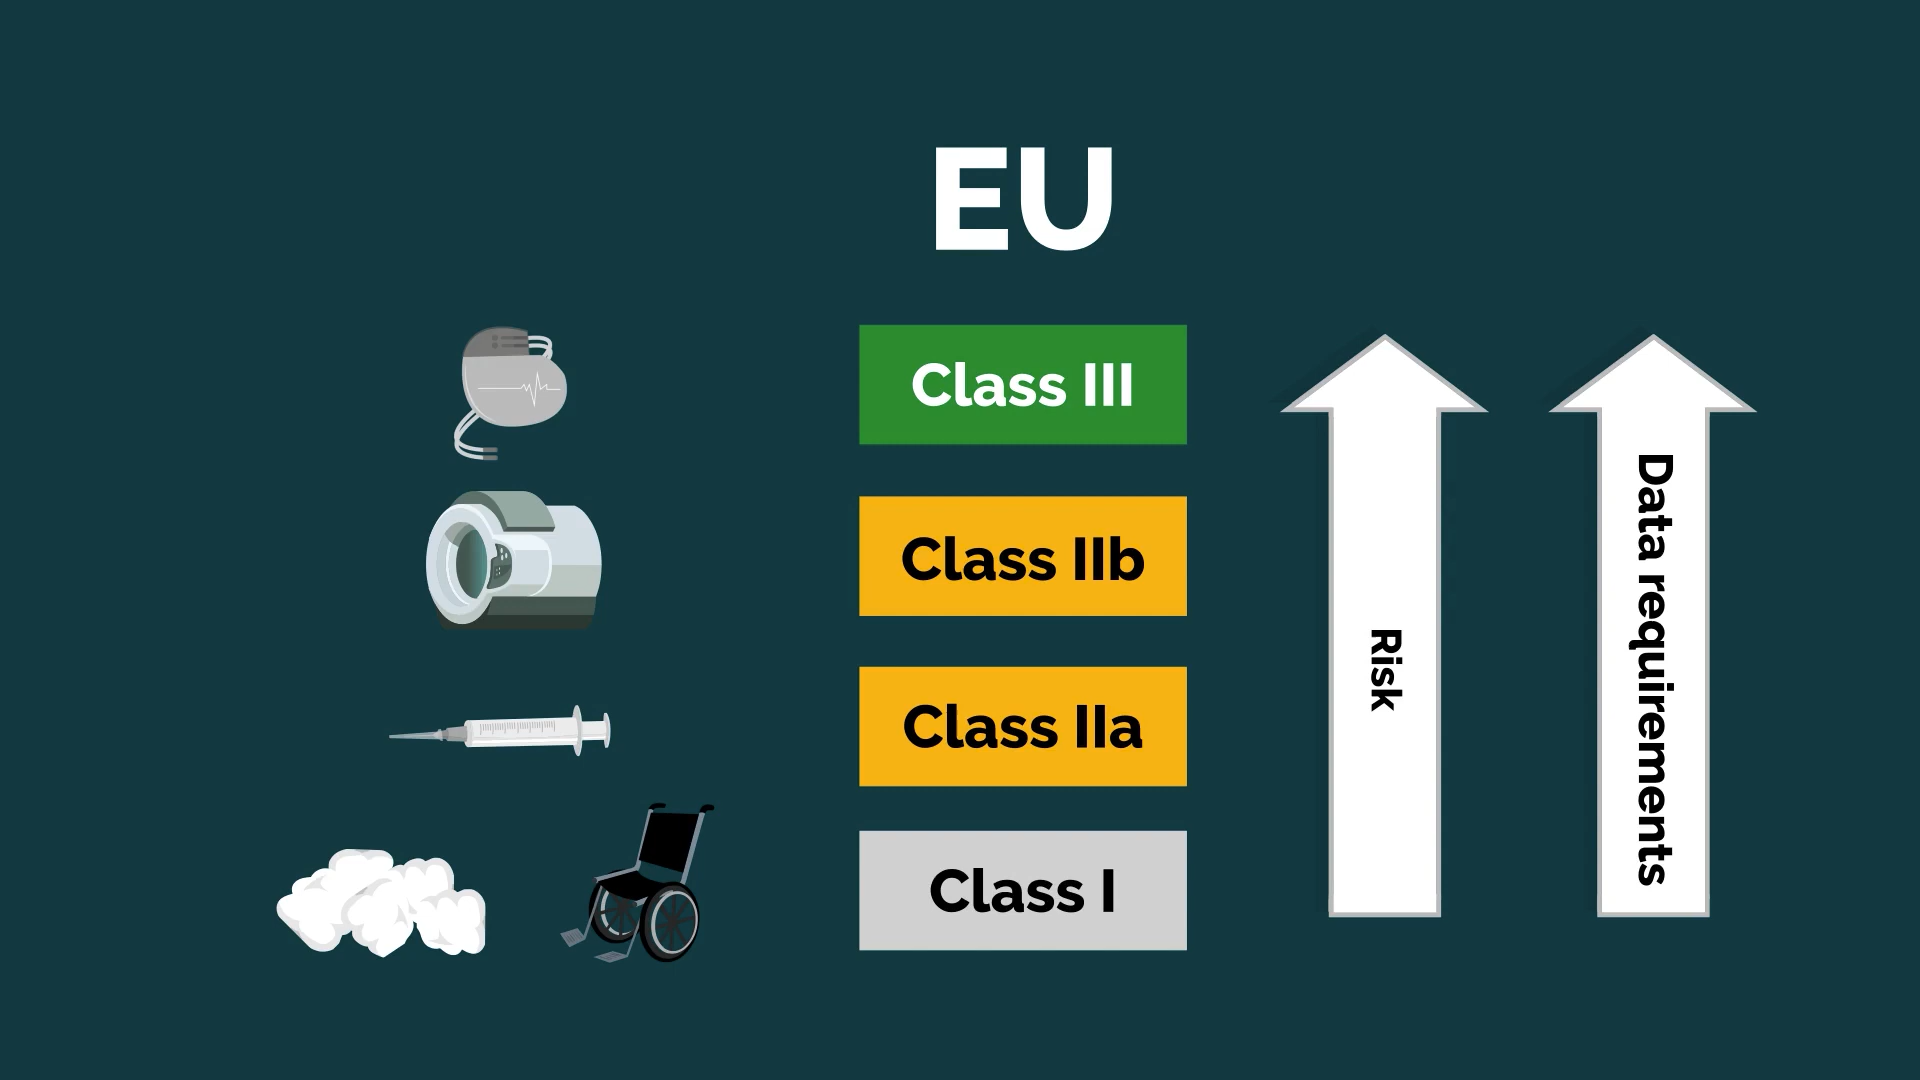 EU
Class III
Class IIb
Class IIa
Class I
Risk
Data requirements